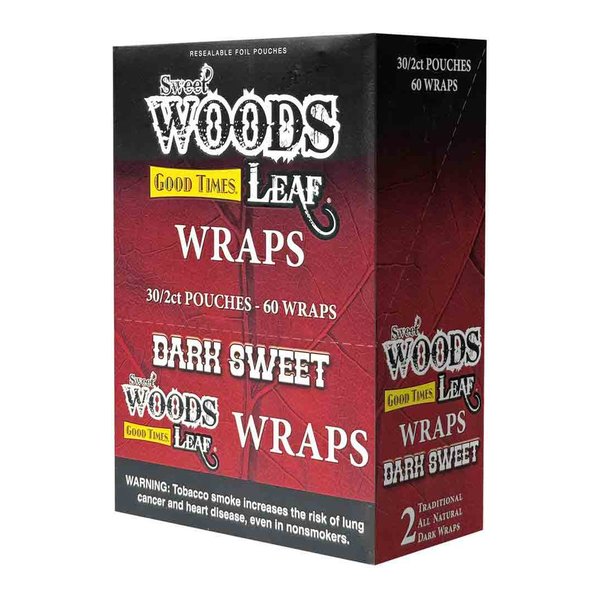 RESEALABLE FOIL POUCHES
Sweet
WOODS
GOOD TIMES®
LEAF®
WRAPS
30/2ct POUCHES - 60 WRAPS
DARK SWEET
Sweet
WOODS
GOOD TIMES
LEAF
WRAPS
WARNING: Tobacco smoke increases the risk of lung
cancer and heart disease, even in nonsmokers.
30/2ct POUCHES
60 WRAPS
Sweet
WOODS
GOOD TIMES
LEAF
WRAPS
DARK SWEET
2 TRADITIONAL
ALL NATURAL
DARK WRAPS